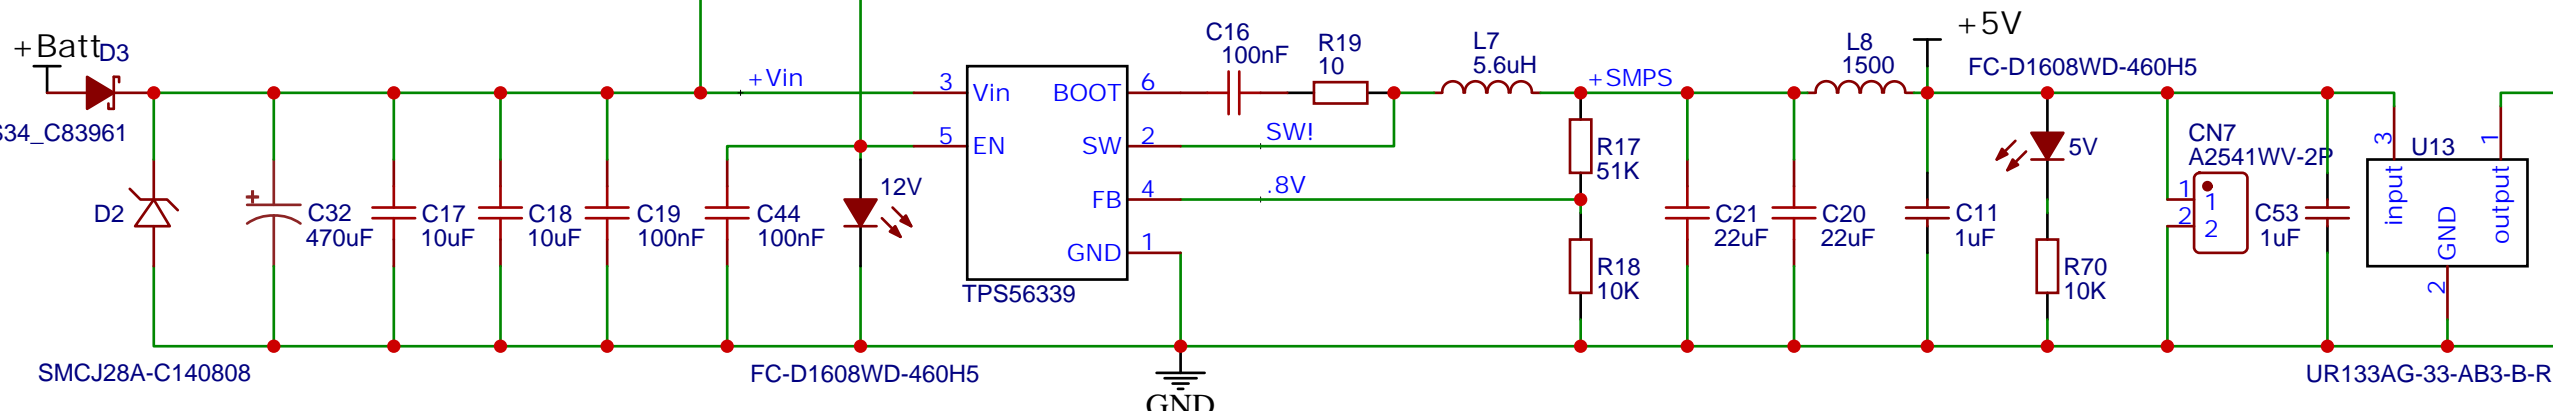 +Batt
D3
S34_C83961
D2
SMCJ28A-C140808
+
C32
470uF
C17
10uF
C18
10uF
C19
100nF
C44
100nF
+Vin
12V
FC-D1608WD-460H5
3
Vin
5
EN
BOOT
6
SW
2
FB
4
GND
1
TPS56339
GND
C16
100nF
R19
10
SW!
.8V
L7
5.6uH
+SMPS
R17
51K
R18
10K
C21
22uF
C20
22uF
L8
1500
+5V
FC-D1608WD-460H5
C11
1uF
5V
R70
10K
CN7
A2541WV-2P
1
1
2
2
C53
1uF
3
U13
1
input
GND
output
2
UR133AG-33-AB3-B-R